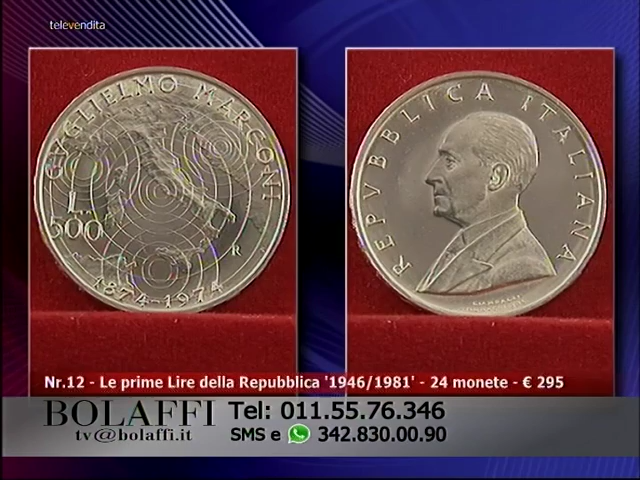 televendita
GUGLIELMO MARCONI
L.
500
R
1874-1974
REPVBBLICA ITALIANA
Nr.12 - Le prime Lire della Repubblica '1946/1981' - 24 monete - € 295
BOLAFFI
tv@bolaffi.it
Tel: 011.55.76.346
SMS e 342.830.00.90